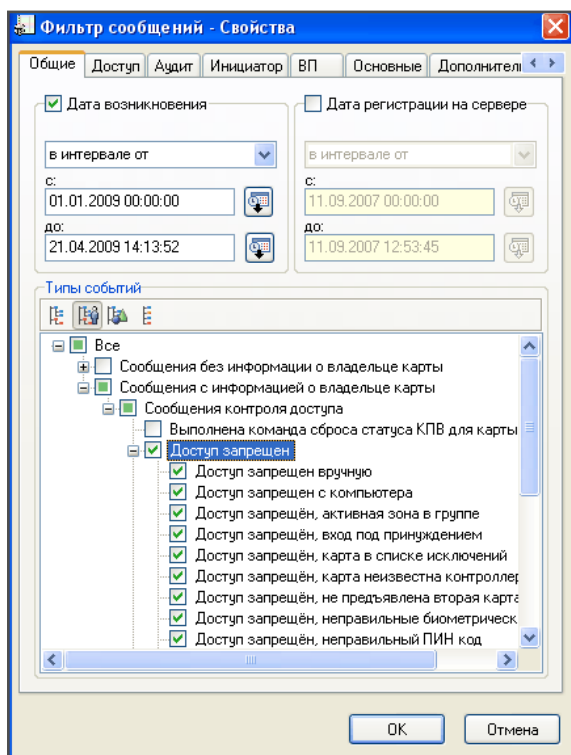 Фильтр сообщений - Свойства
Общие Доступ Аудит Инициатор ВП Основные Дополнител
Дата возникновения
Дата регистрации на сервере
в интервале от
в интервале от
с:
с:
01.01.2009 00:00:00
11.09.2007 00:00:00
до:
до:
21.04.2009 14:13:52
11.09.2007 12:53:45
Типы событий
Все
Сообщения без информации о владельце карты
Сообщения с информацией о владельце карты
Сообщения контроля доступа
Выполнена команда сброса статуса КПВ для карты
Доступ запрещен
Доступ запрещен вручную
Доступ запрещен с компьютера
Доступ запрещён, активная зона в группе
Доступ запрещён, вход под принуждением
Доступ запрещён, карта в списке исключений
Доступ запрещён, карта неизвестна контроллер
Доступ запрещён, не предъявлена вторая карта
Доступ запрещён, неправильные биометрическ
Доступ запрещён, неправильный ПИН код
OK Отмена